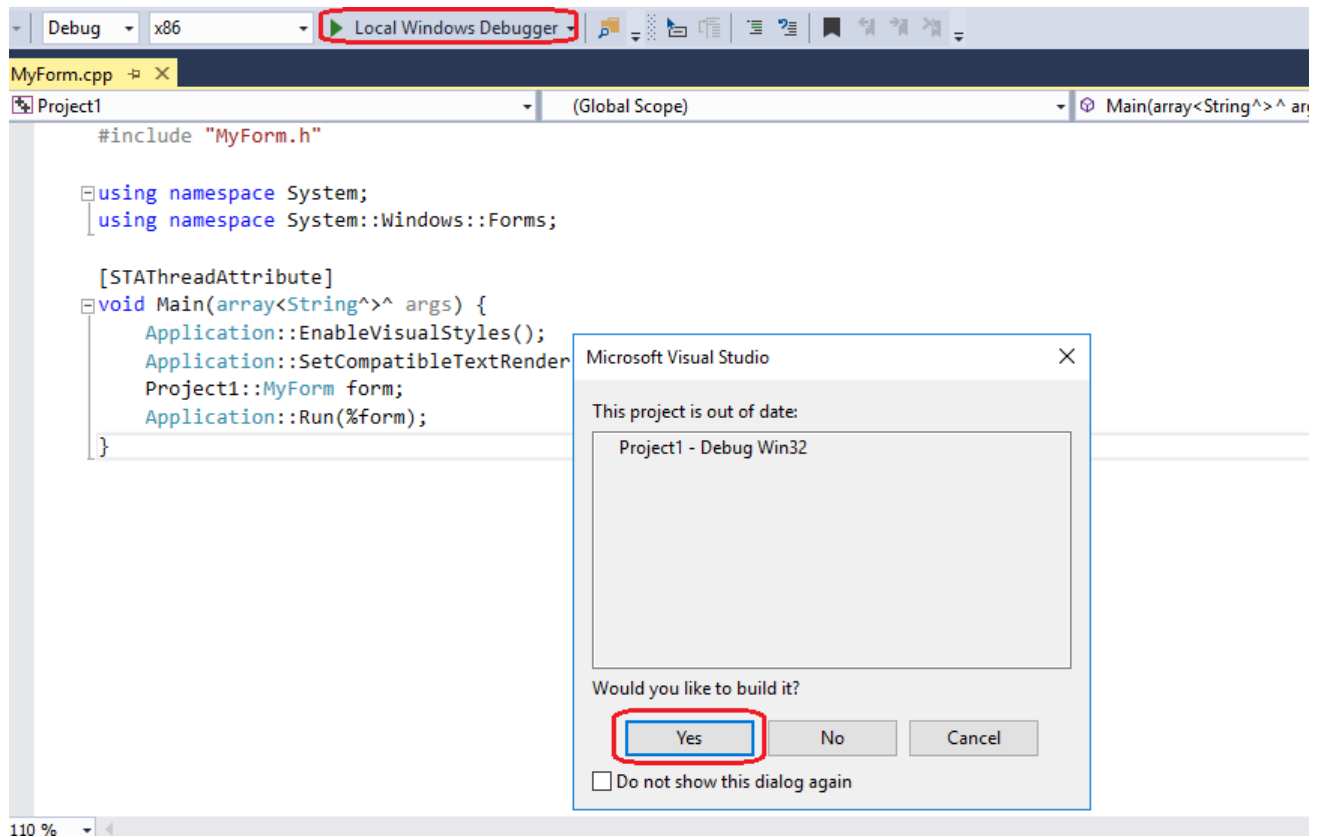 Debug x86 Local Windows Debugger
MyForm.cpp
Project1 (Global Scope) Main(array<String^>^
#include "MyForm.h"
using namespace System;
using namespace System::Windows::Forms;
[STAThreadAttribute]
void Main(array<String^>^ args) {
Application::EnableVisualStyles();
Application::SetCompatibleTextRender
Project1::MyForm form;
Application::Run(%form);
}
Microsoft Visual Studio
This project is out of date:
Project1 - Debug Win32
Would you like to build it?
Yes No Cancel
Do not show this dialog again
110 %